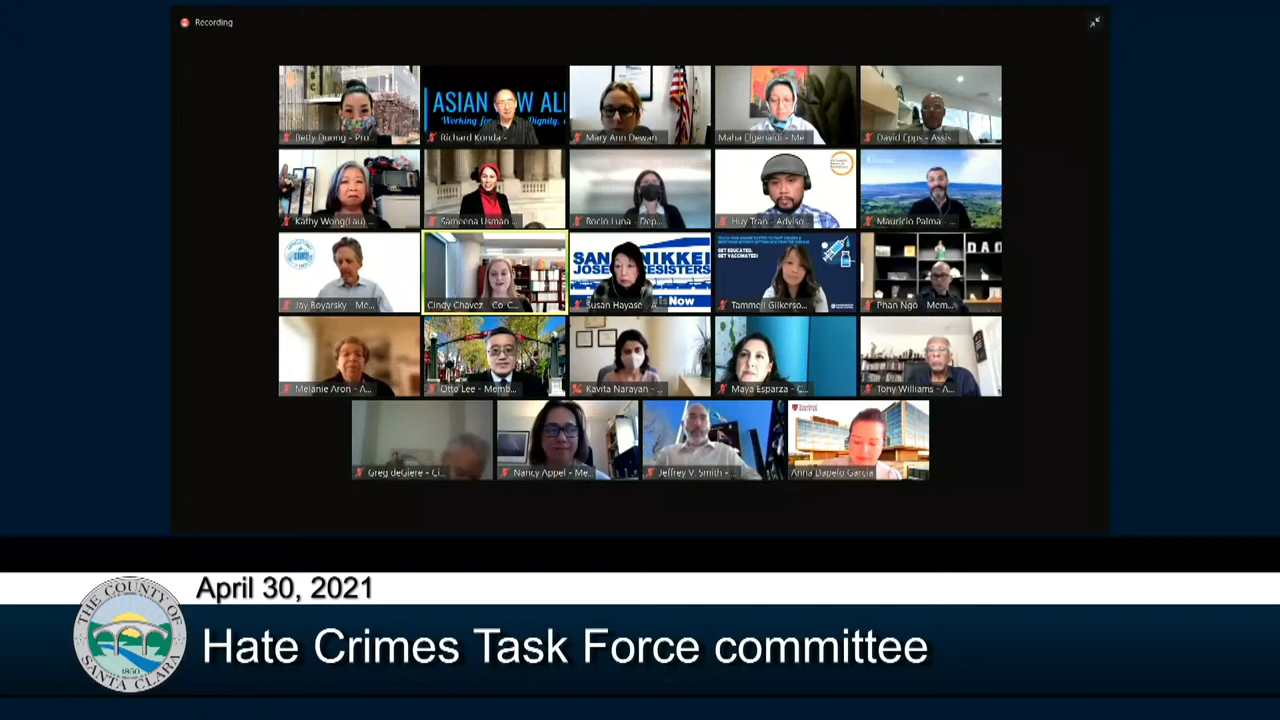 Recording
Betty Duong - Pro...
Richard Konda - ...
Mary Ann Dewan
Maha Elgenaidi - Me...
David Epps - Assis...
ASIAN
W ALI
Working for
Dignity,
Kathy Wong(Lau) ...
Sameena Usman ...
Rocio Luna - Dep...
Huy Tran - Adviso...
Mauricio Palma - ...
Jay Boyarsky - Me...
Cindy Chavez - Co-C...
SAN
NIKKEI
JOSE
RESISTERS
is Now
Susan Hayase - A...
GET EDUCATED.
GET VACCINATED!
Tammeil Gilkerso...
DAD
Phan Ngo - Mem...
Melanie Aron - A...
Otto Lee - Memb...
Kavita Narayan - ...
Maya Esparza - C...
Tony Williams - A...
Greg deGiere - Ci...
Nancy Appel - Me...
Jeffrey V. Smith - ...
Anna Dapelo Garcia
April 30, 2021
Hate Crimes Task Force committee
THE COUNTY OF
SANTA CLARA
1850